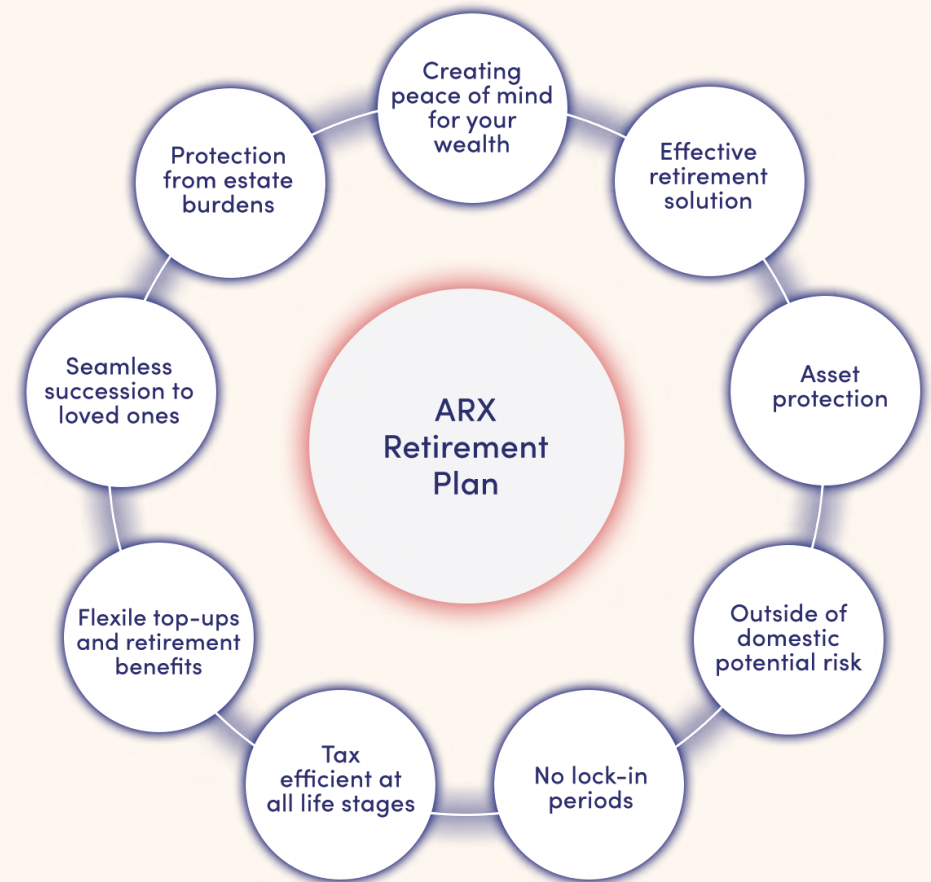 Creating
peace of mind
for your
wealth
Effective
retirement
solution
Asset
protection
Outside of
domestic
potential risk
No lock-in
periods
Tax
efficient at
all life stages
Flexile top-ups
and retirement
benefits
Seamless
succession to
loved ones
Protection
from estate
burdens
ARX
Retirement
Plan